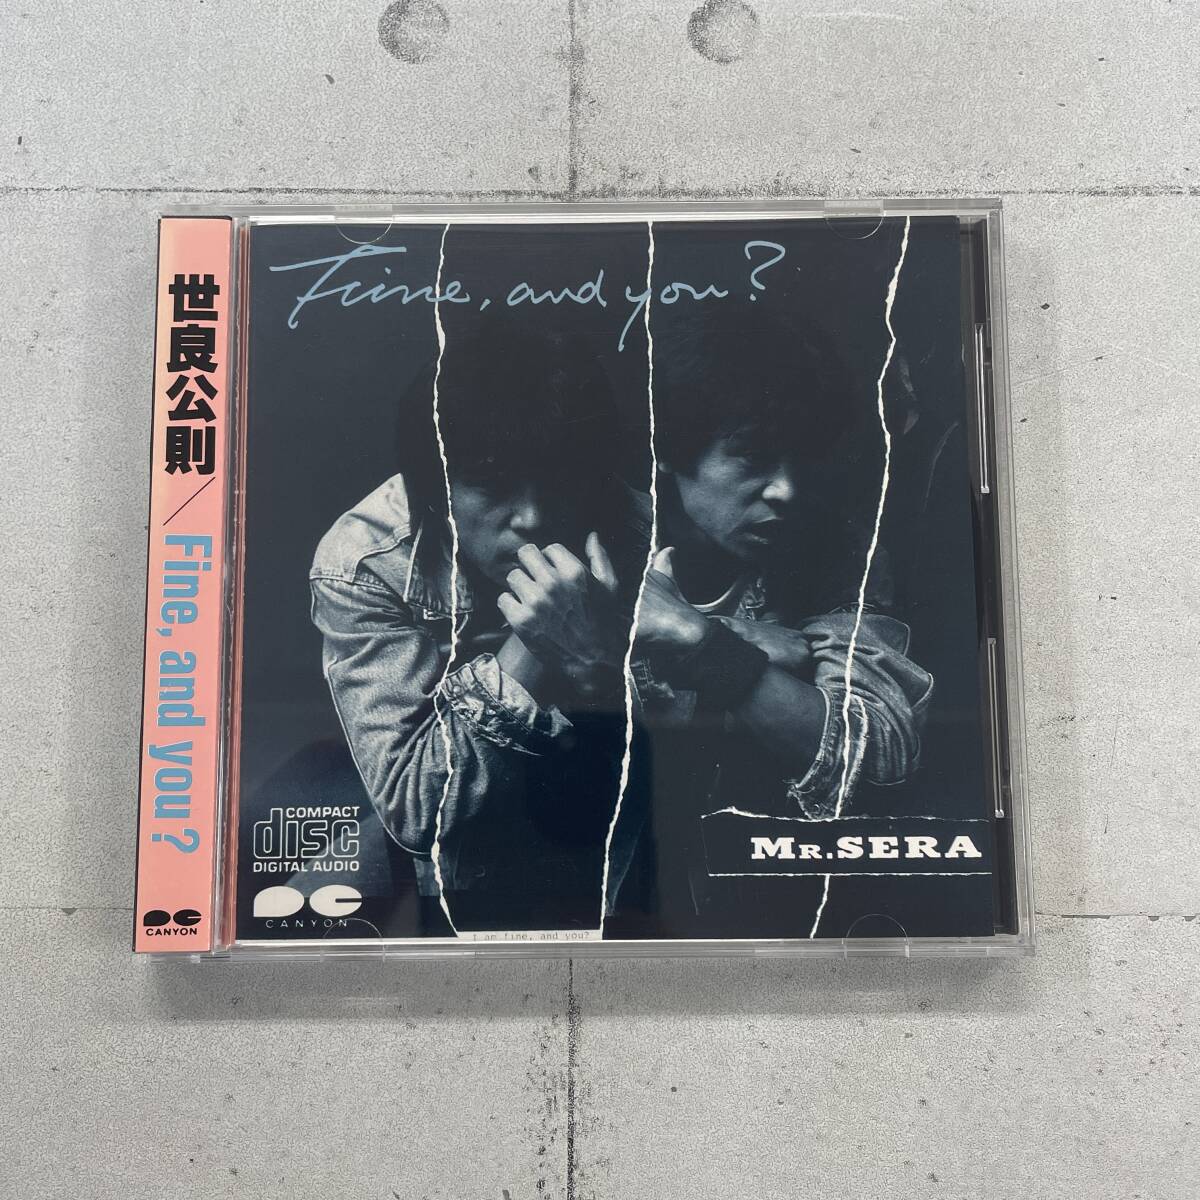 世良公則/Fine, and you?
CANYON
Fine, and you?
COMPACT
disc
DIGITAL AUDIO
CANYON
MR.SERA
I am fine, and you?